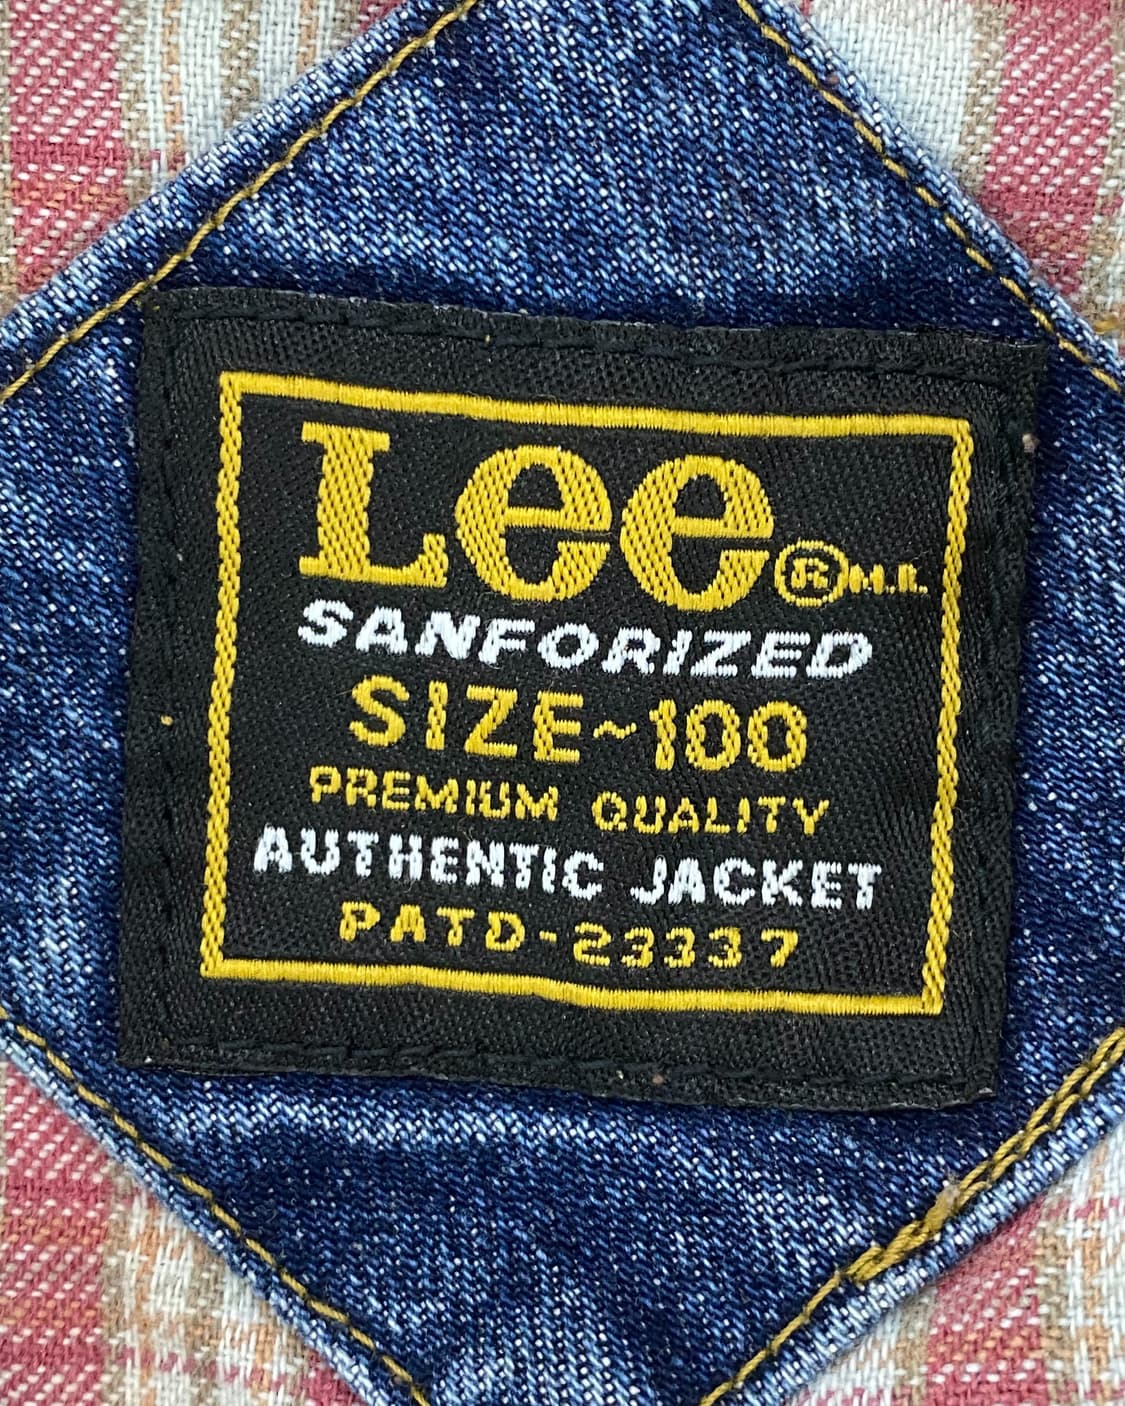 Lee® M.R.
SANFORIZED
SIZE~100
PREMIUM QUALITY
AUTHENTIC JACKET
PATD-23337